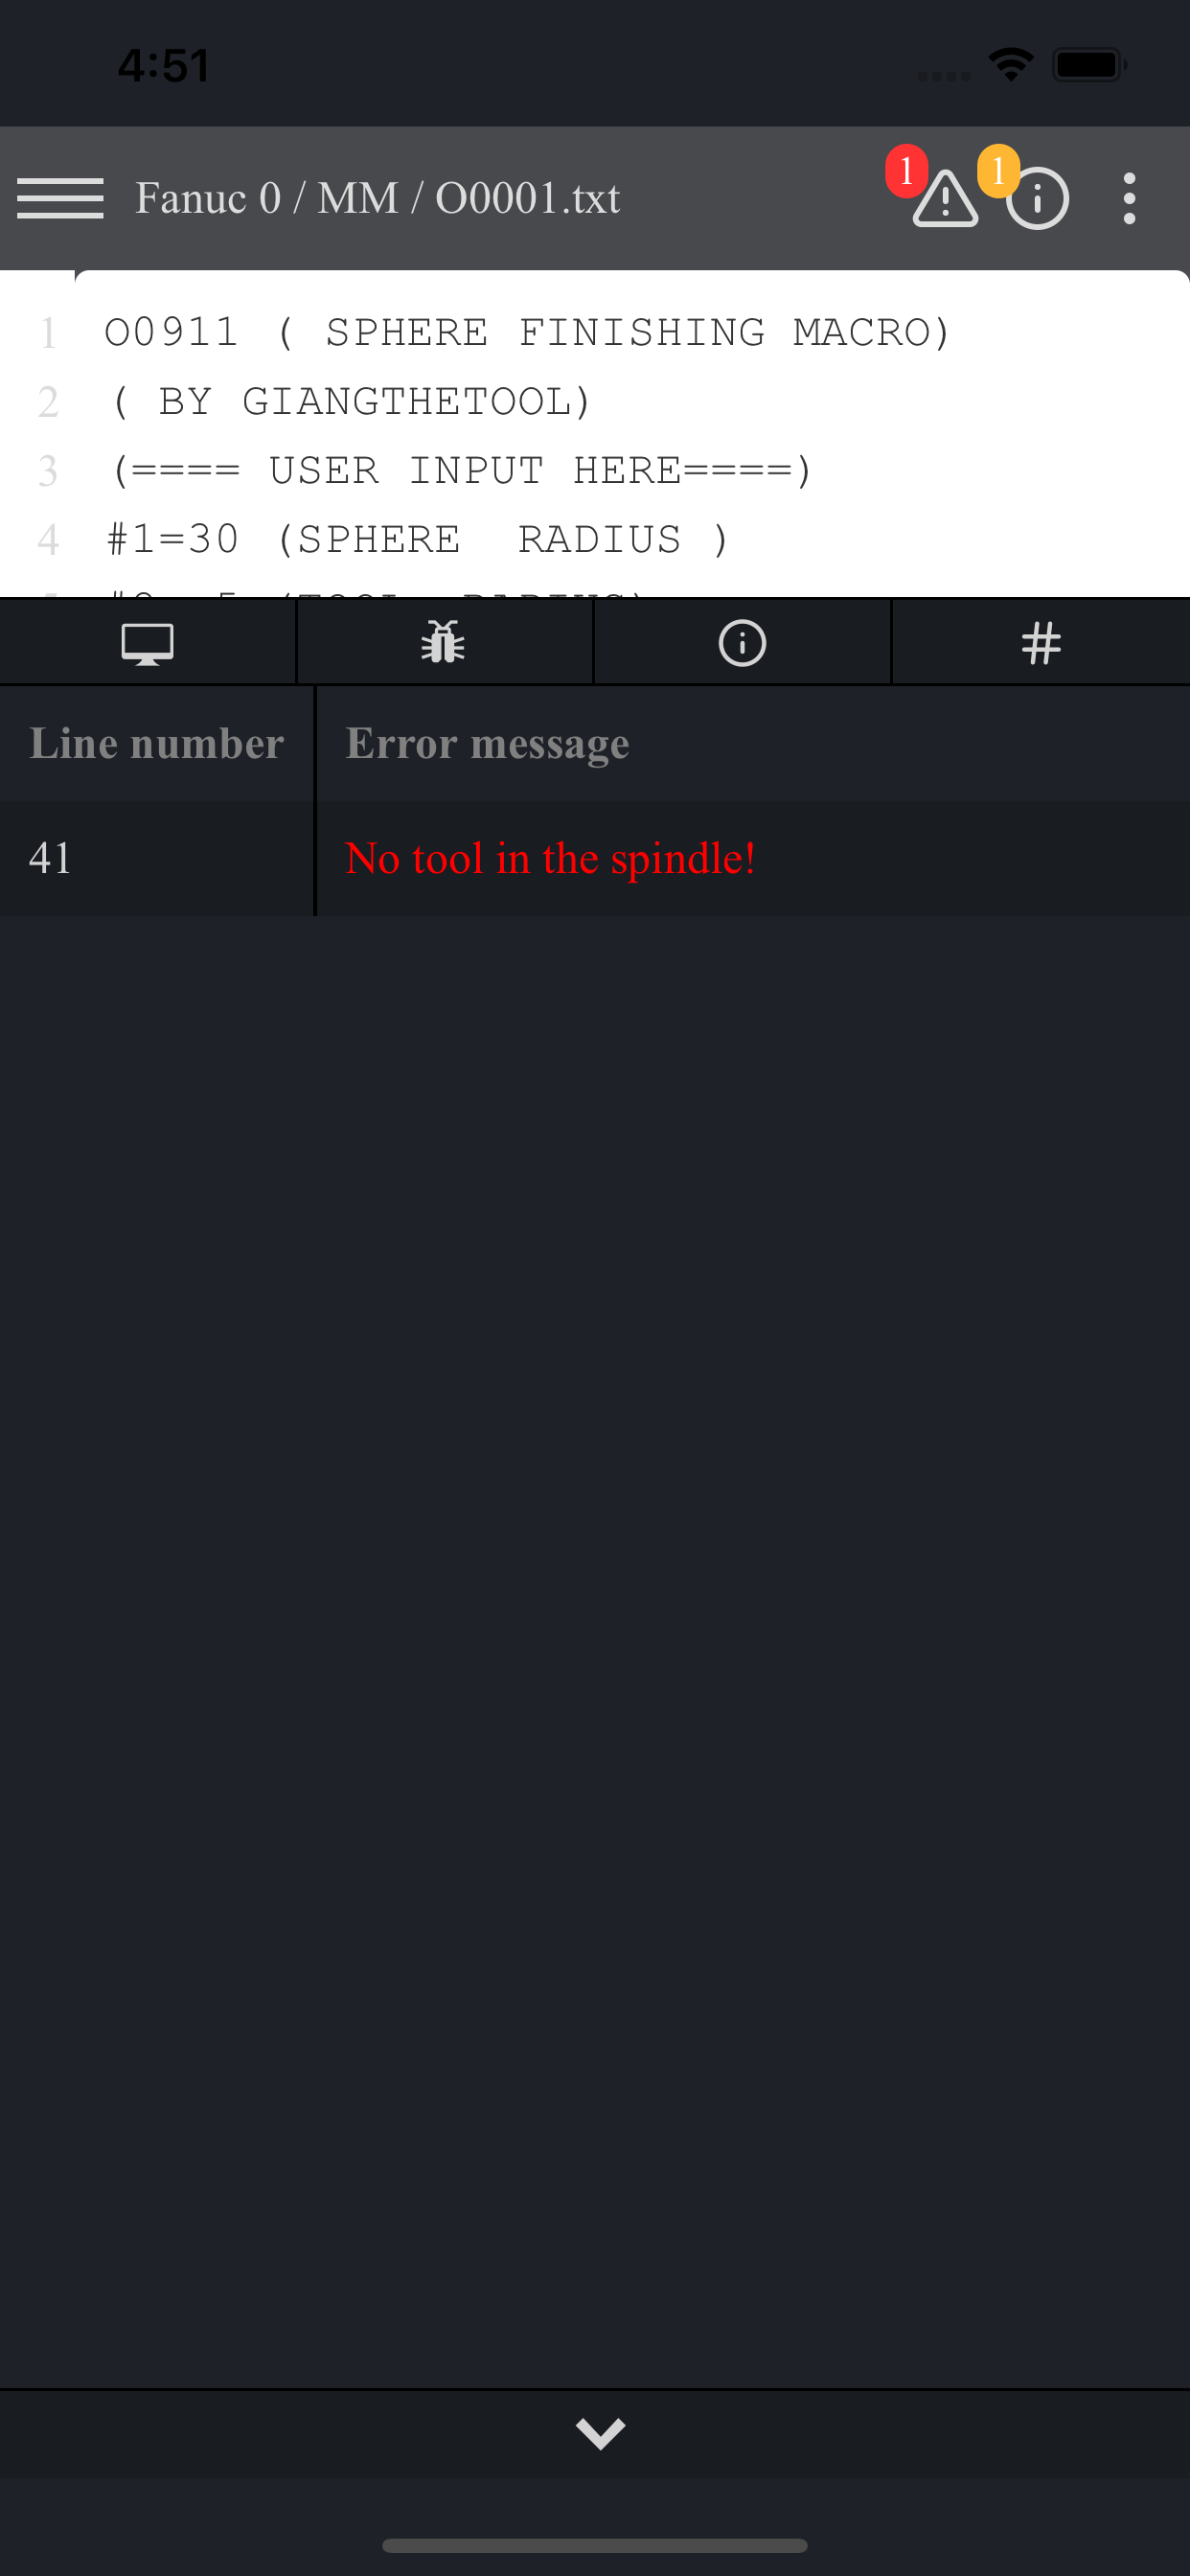 4:51
Fanuc 0 / MM / O0001.txt
1
1
1 O0911 ( SPHERE FINISHING MACRO)
2 ( BY GIANGTHETOOL)
3 (==== USER INPUT HERE====)
4 #1=30 (SPHERE  RADIUS )
Line number Error message
41 No tool in the spindle!